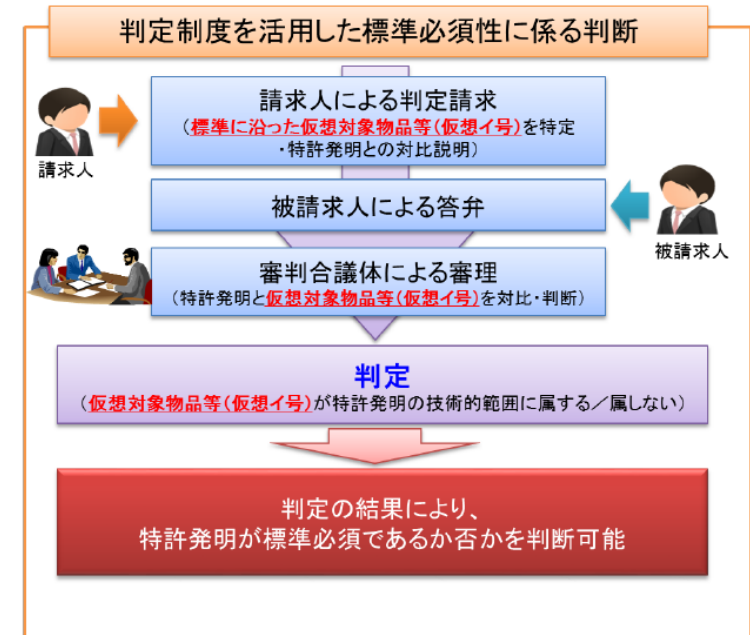 判定制度を活用した標準必須性に係る判断
請求人による判定請求
（標準に沿った仮想対象物品等（仮想イ号）を特定
・特許発明との対比説明）
請求人
被請求人による答弁
被請求人
審判合議体による審理
（特許発明と仮想対象物品等（仮想イ号）を対比・判断）
判定
（仮想対象物品等（仮想イ号）が特許発明の技術的範囲に属する／属しない）
判定の結果により、
特許発明が標準必須であるか否かを判断可能